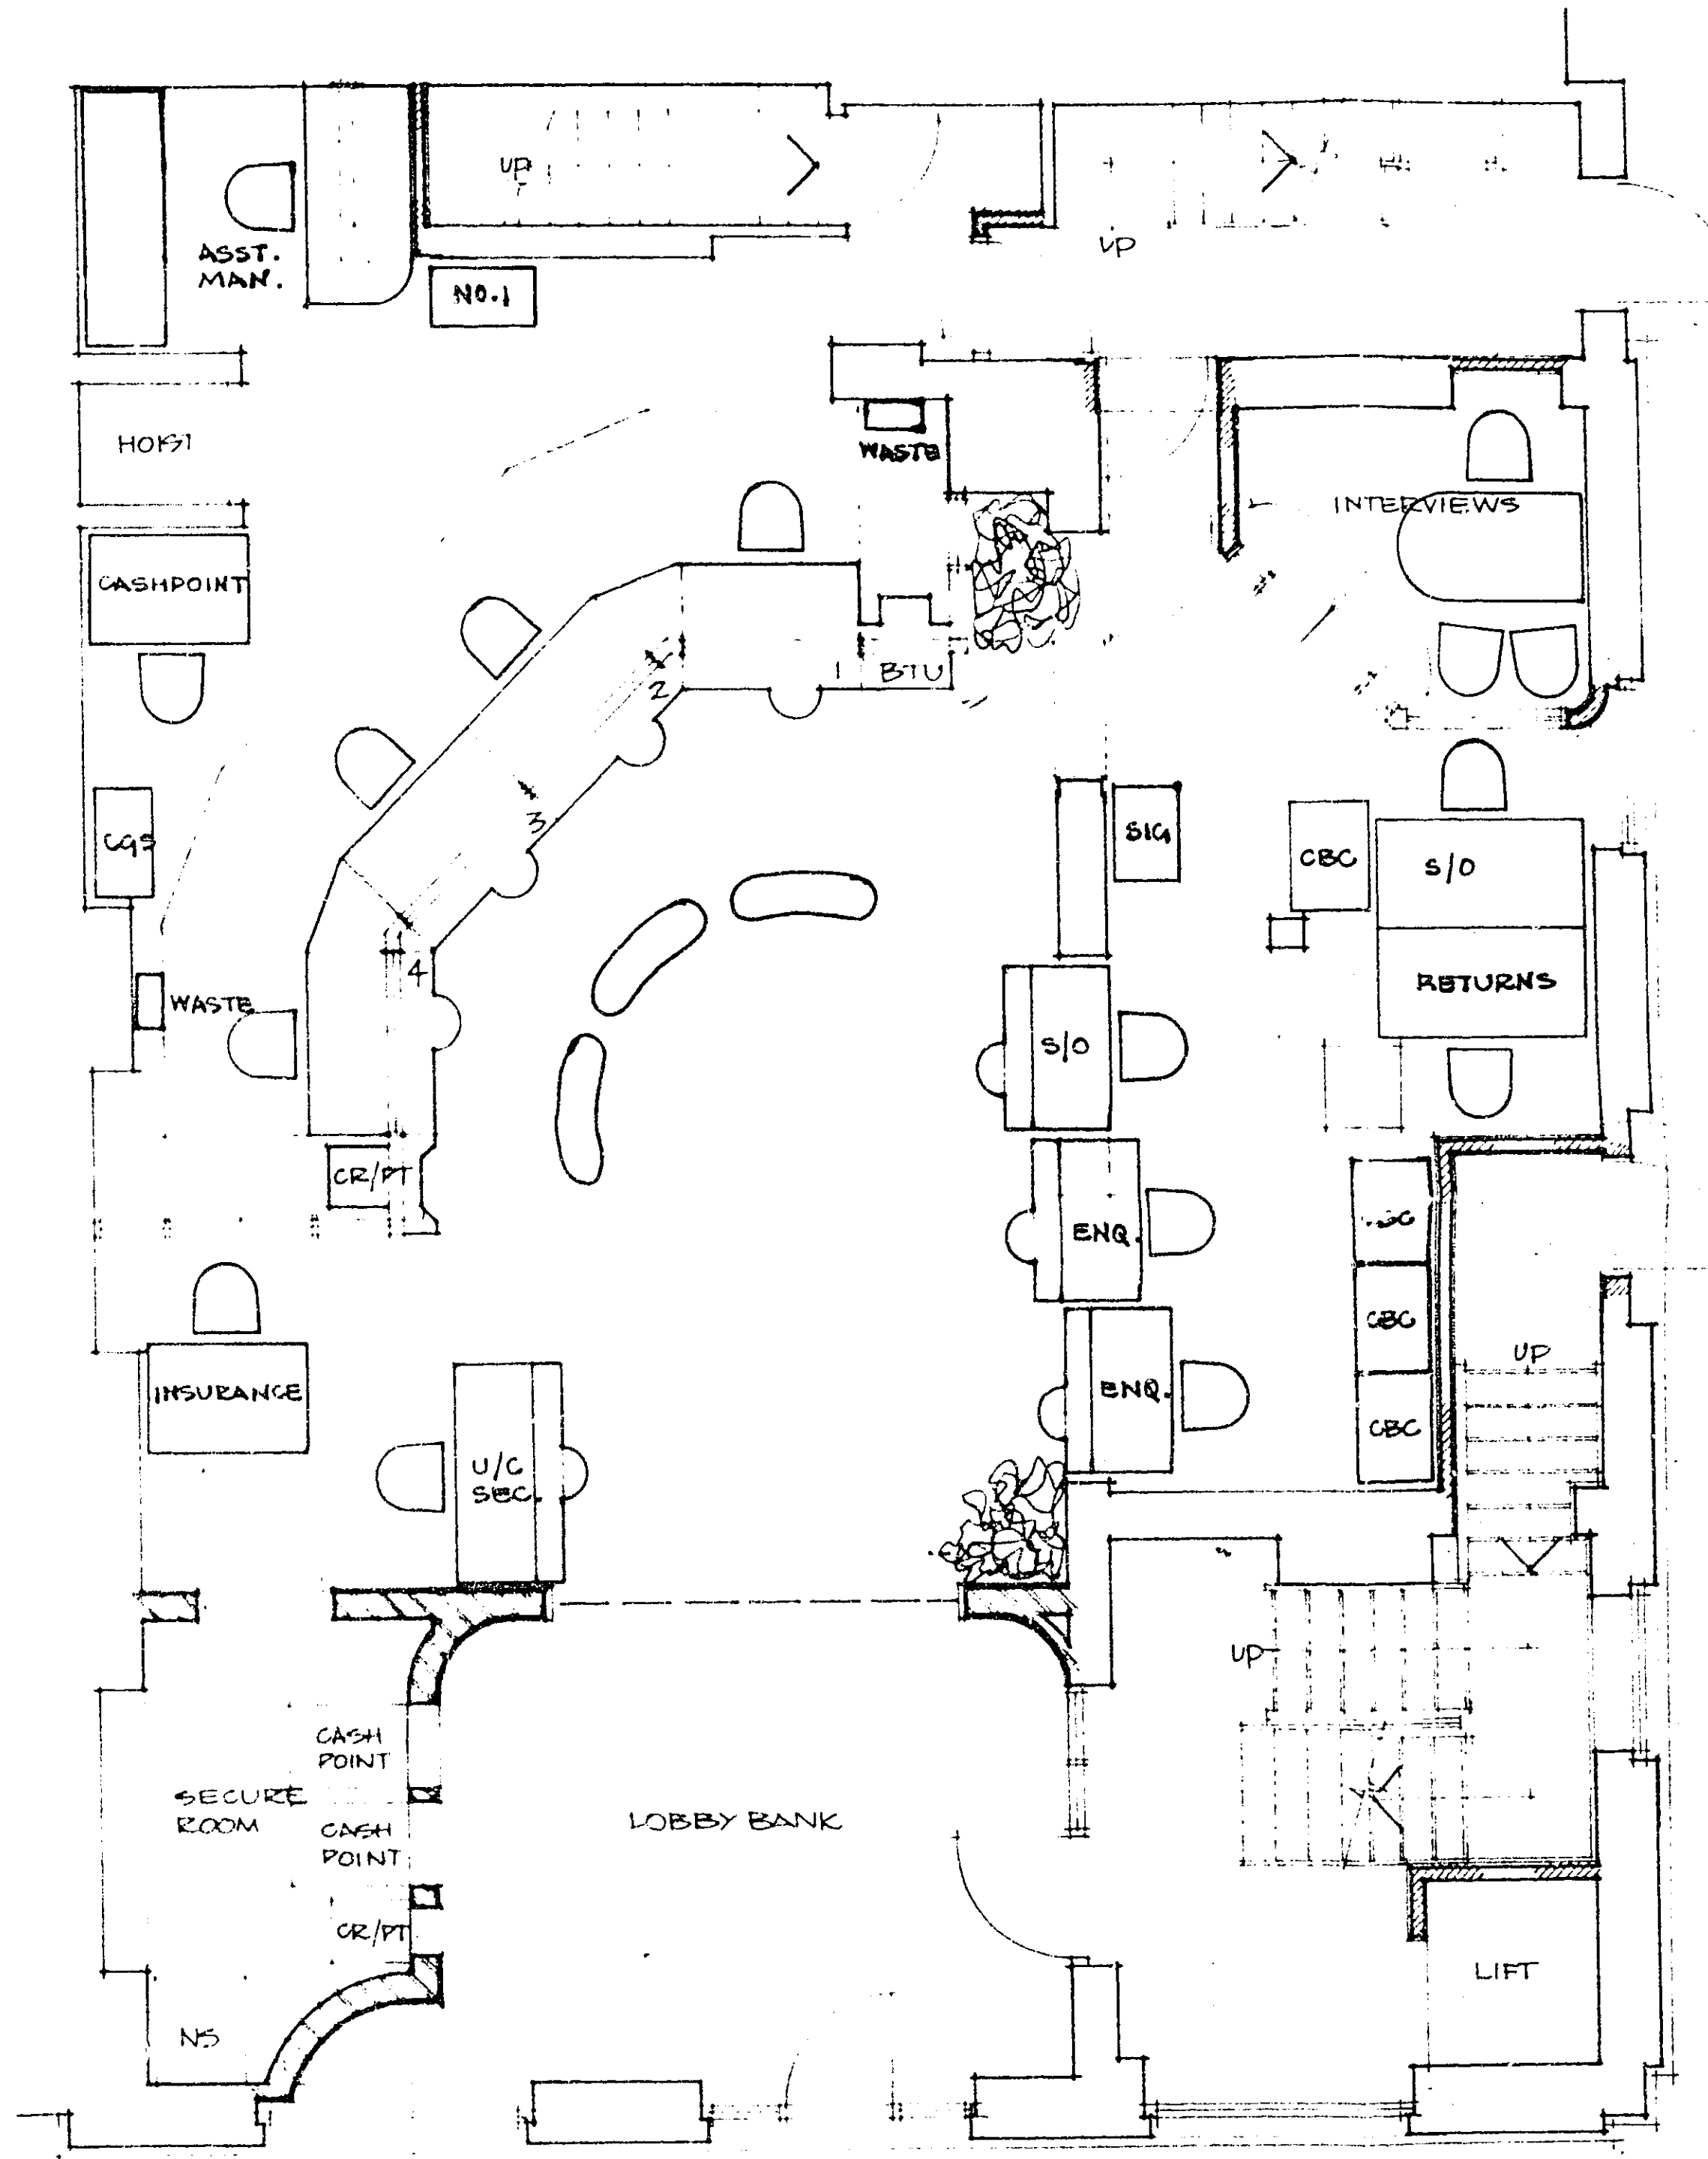 UP
UP
ASST.
MAN.
NO.1
HOIST
WASTE
INTERVIEWS
CASHPOINT
1
BTU
2
3
SIG
CBC
S/O
CGS
4
WASTE
RETURNS
S/O
CR/PT
ENQ.
CBC
UP
INSURANCE
ENQ.
CBC
U/C
SEC.
UP
CASH
POINT
SECURE
ROOM
LOBBY BANK
CASH
POINT
CR/PT
LIFT
NS